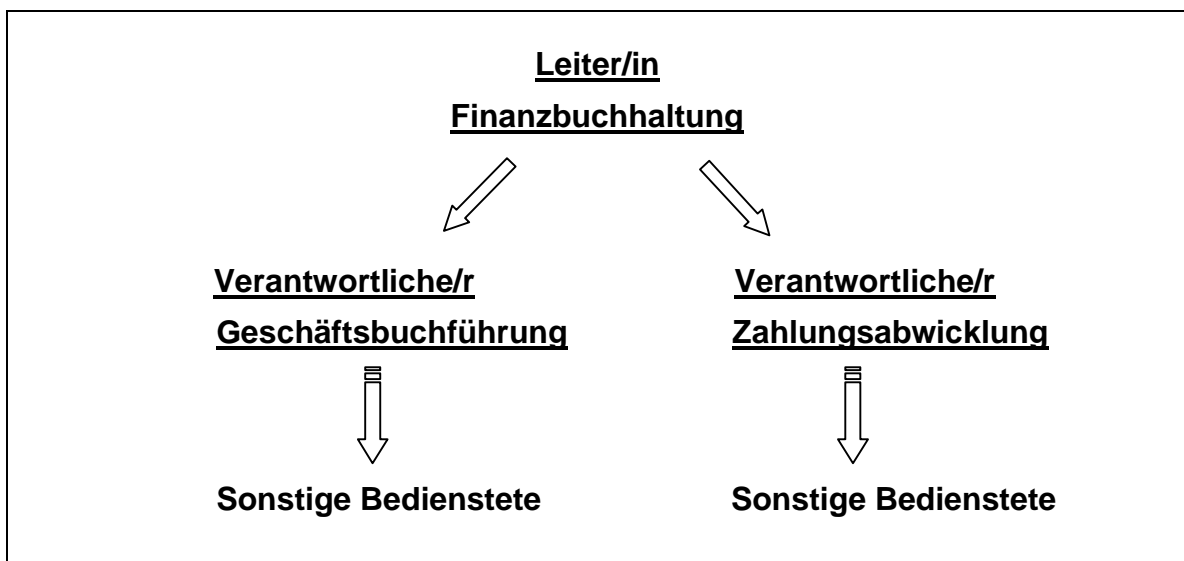 Leiter/in
Finanzbuchhaltung
Verantwortliche/r
Geschäftsbuchführung
Verantwortliche/r
Zahlungsabwicklung
Sonstige Bedienstete
Sonstige Bedienstete